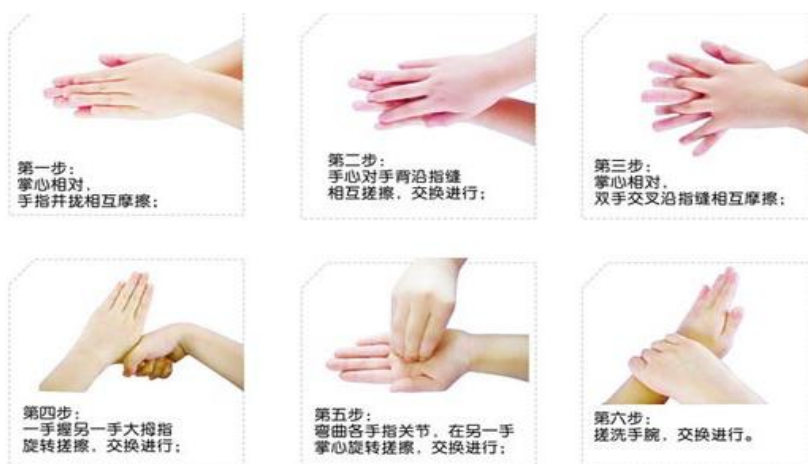 第一步：
掌心相对，
手指并拢相互摩擦；
第二步：
手心对手背沿指缝
相互搓擦，交换进行；
第三步：
掌心相对，
双手交叉沿指缝相互摩擦；
第四步：
一手握另一手大拇指
旋转搓擦，交换进行；
第五步：
弯曲各手指关节，在另一手
掌心旋转搓擦，交换进行；
第六步：
搓洗手腕，交换进行。